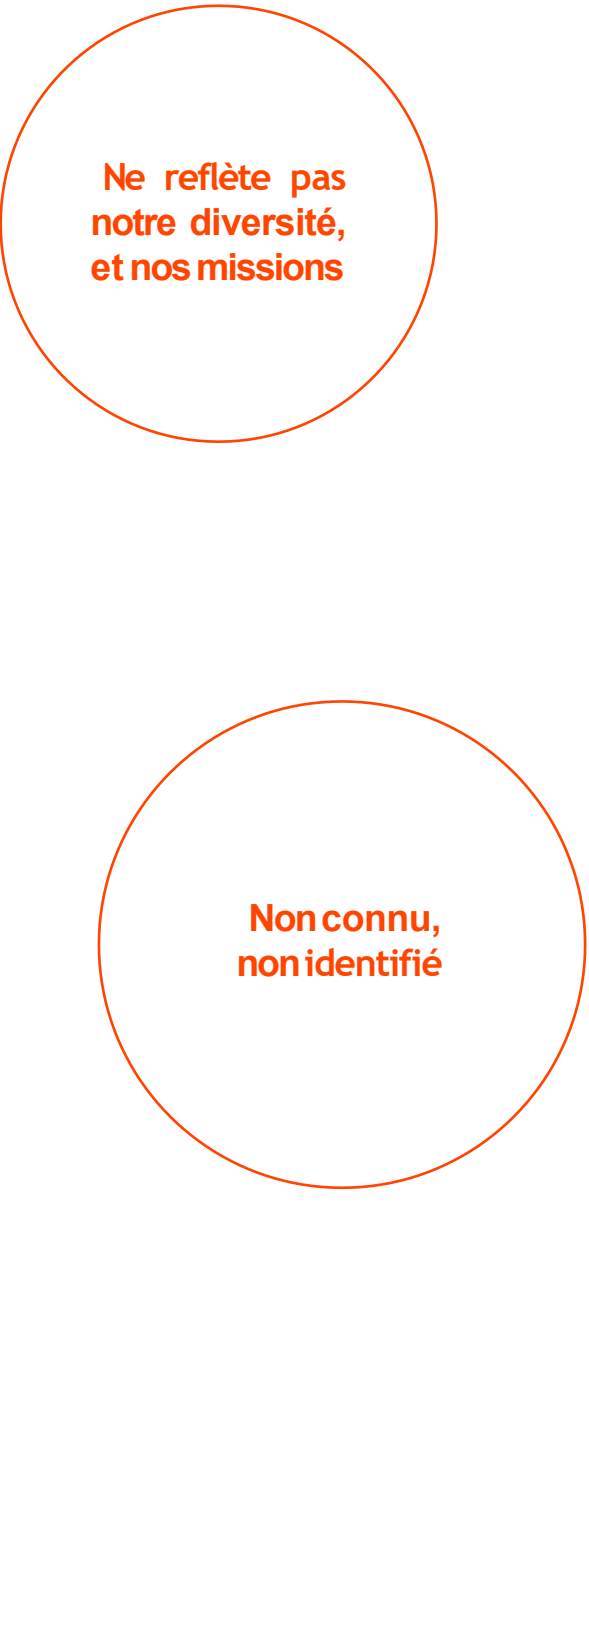 Ne reflète pas
notre diversité,
et nos missions
Non connu,
non identifié